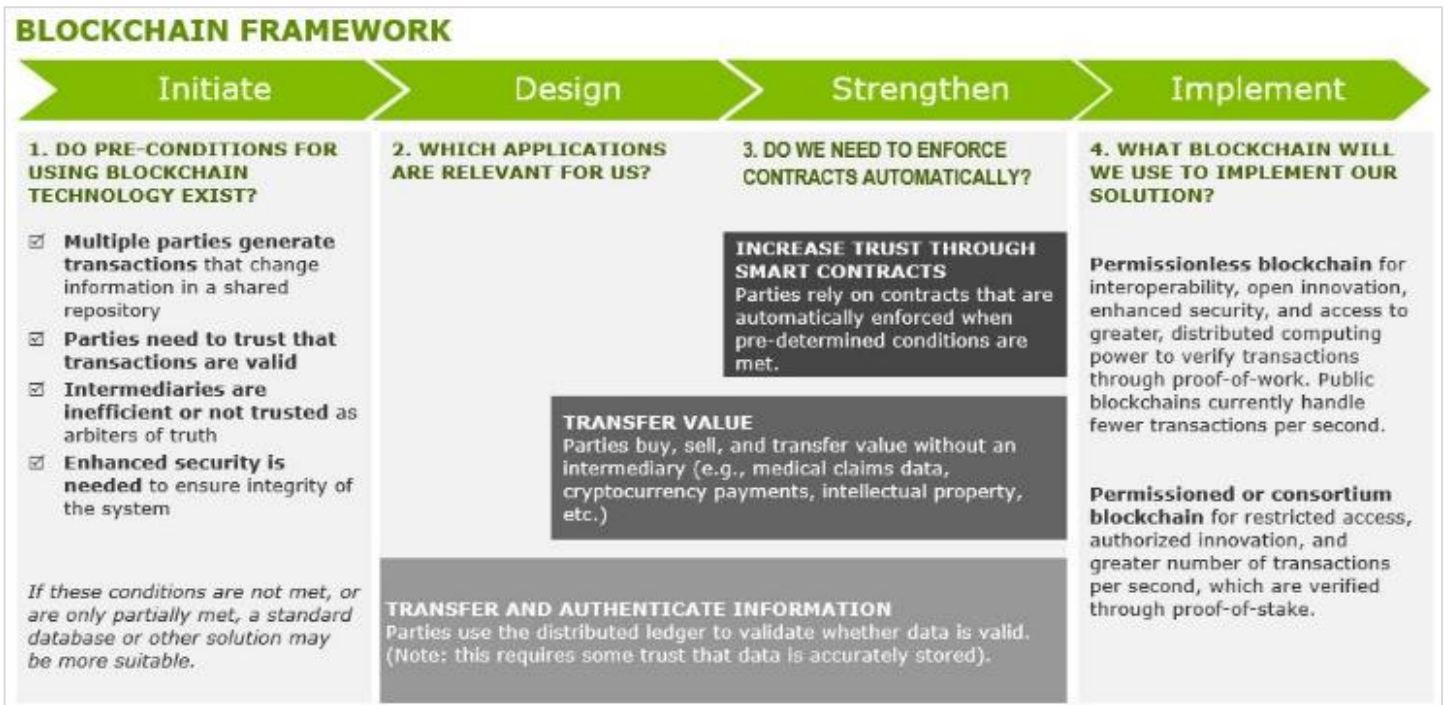 BLOCKCHAIN FRAMEWORK
Initiate
Design
Strengthen
Implement
1. DO PRE-CONDITIONS FOR
USING BLOCKCHAIN
TECHNOLOGY EXIST?
☑ Multiple parties generate
transactions that change
information in a shared
repository
☑ Parties need to trust that
transactions are valid
☑ Intermediaries are
inefficient or not trusted as
arbiters of truth
☑ Enhanced security is
needed to ensure integrity of
the system
If these conditions are not met, or
are only partially met, a standard
database or other solution may
be more suitable.
2. WHICH APPLICATIONS
ARE RELEVANT FOR US?
3. DO WE NEED TO ENFORCE
CONTRACTS AUTOMATICALLY?
INCREASE TRUST THROUGH
SMART CONTRACTS
Parties rely on contracts that are
automatically enforced when
pre-determined conditions are
met.
TRANSFER VALUE
Parties buy, sell, and transfer value without an
intermediary (e.g., medical claims data,
cryptocurrency payments, intellectual property,
etc.)
TRANSFER AND AUTHENTICATE INFORMATION
Parties use the distributed ledger to validate whether data is valid.
(Note: this requires some trust that data is accurately stored).
4. WHAT BLOCKCHAIN WILL
WE USE TO IMPLEMENT OUR
SOLUTION?
Permissionless blockchain for
interoperability, open innovation,
enhanced security, and access to
greater, distributed computing
power to verify transactions
through proof-of-work. Public
blockchains currently handle
fewer transactions per second.
Permissioned or consortium
blockchain for restricted access,
authorized innovation, and
greater number of transactions
per second, which are verified
through proof-of-stake.